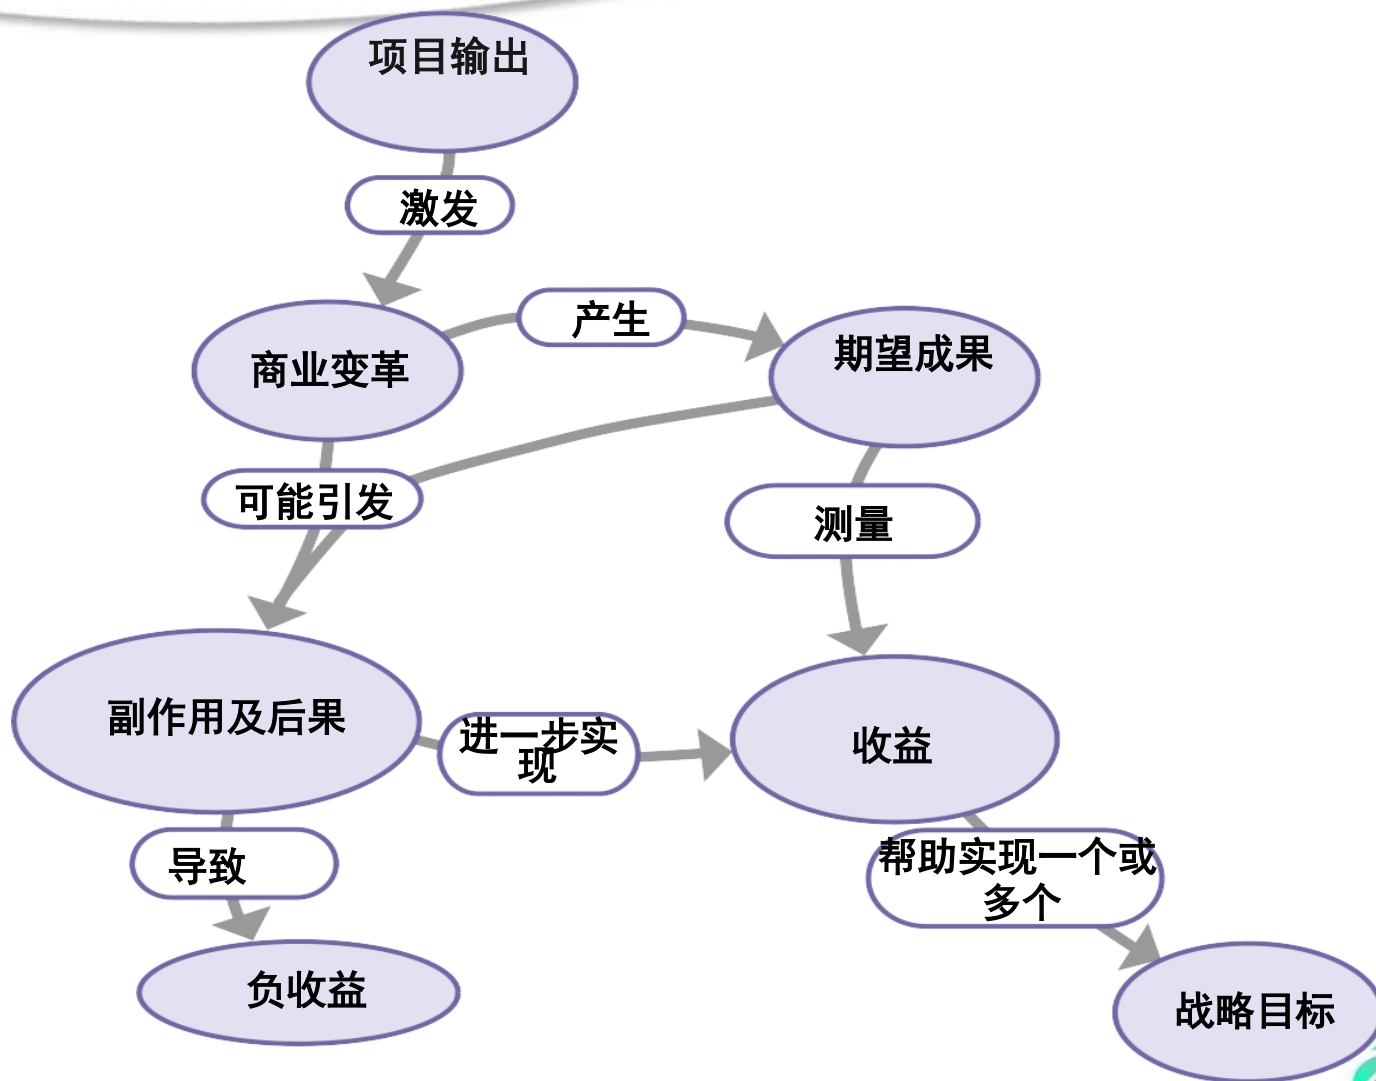 项目输出
激发
产生
商业变革
期望成果
可能引发
测量
副作用及后果
进一步实
现
收益
导致
帮助实现一个或
多个
负收益
战略目标